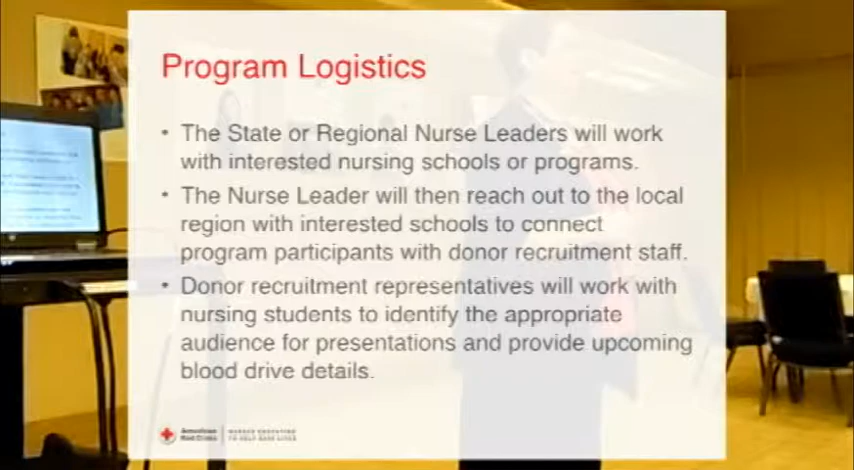 Program Logistics
• The State or Regional Nurse Leaders will work
with interested nursing schools or programs.
• The Nurse Leader will then reach out to the local
region with interested schools to connect
program participants with donor recruitment staff.
• Donor recruitment representatives will work with
nursing students to identify the appropriate
audience for presentations and provide upcoming
blood drive details.
American
Red Cross